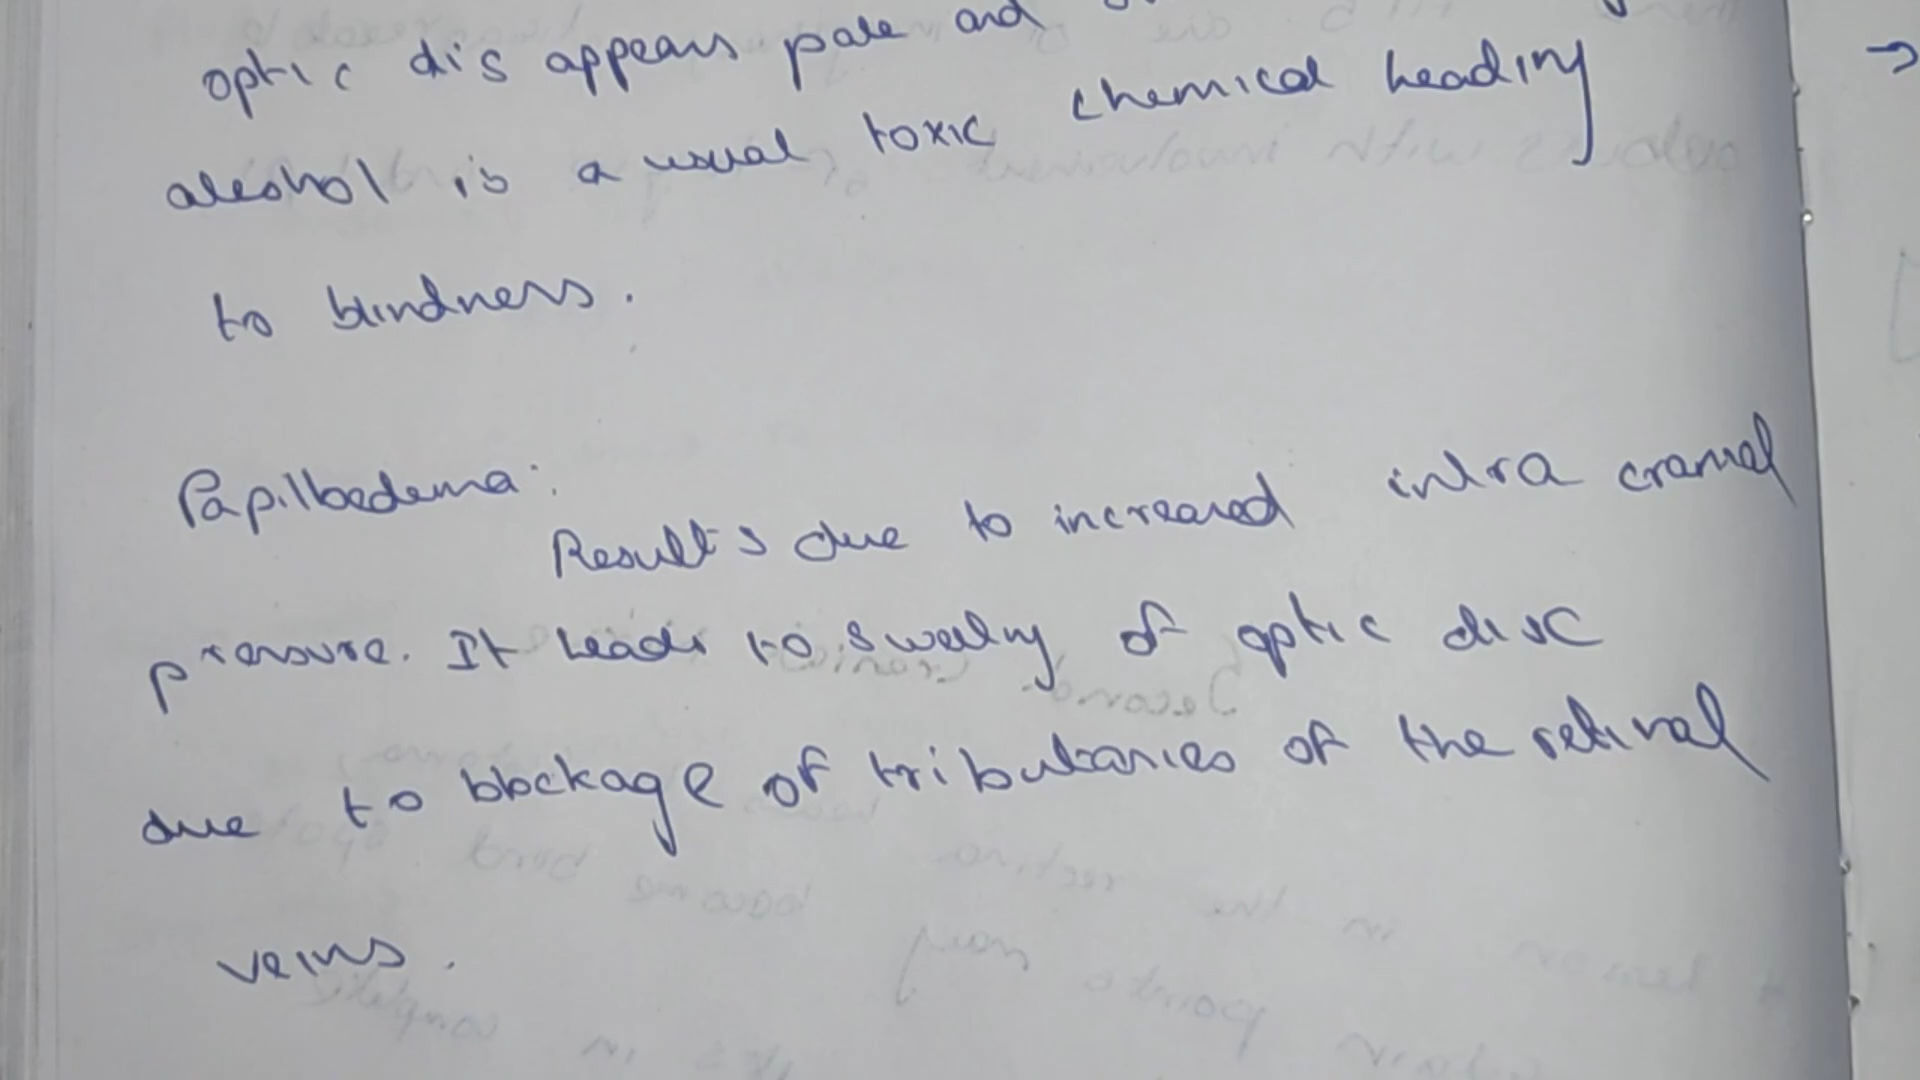 optic dis appears pale and
alcohol is a usual toxic chemical heading
to blindness.
Papilloedema:
Results due to increased intra cranial
pressure. It leads to swelling of optic disc
due to blockage of tributaries of the retinal
veins.